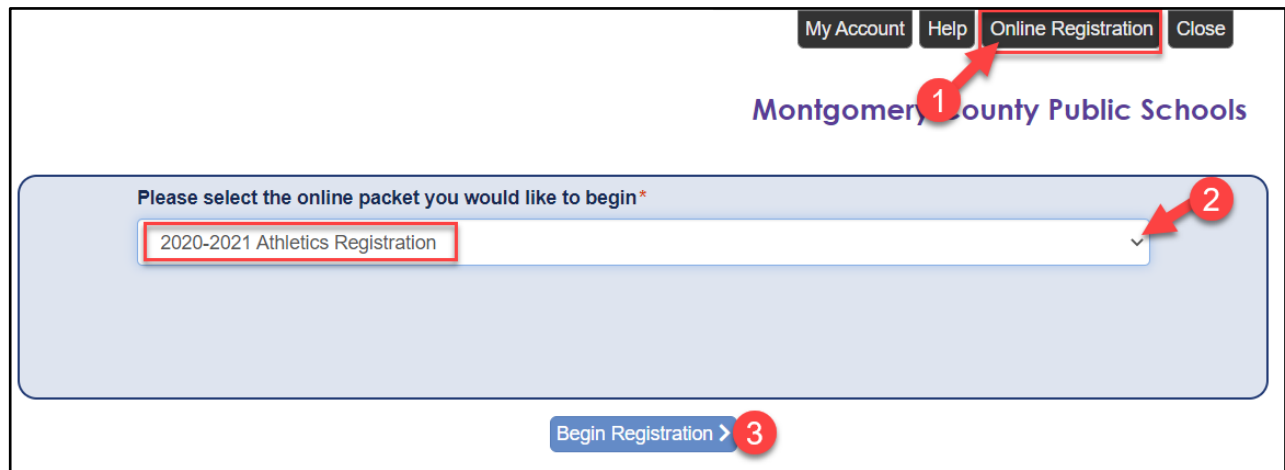 My Account Help Online Registration Close
1
Montgomery County Public Schools
Please select the online packet you would like to begin*
2
2020-2021 Athletics Registration
Begin Registration > 3